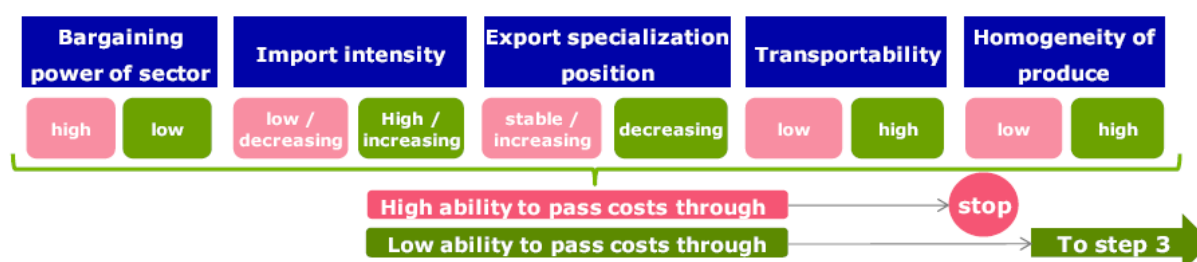 Bargaining
power of sector
Import intensity
Export specialization
position
Transportability
Homogeneity of
produce
high
low
low /
decreasing
High /
increasing
stable /
increasing
decreasing
low
high
low
high
High ability to pass costs through
stop
Low ability to pass costs through
To step 3